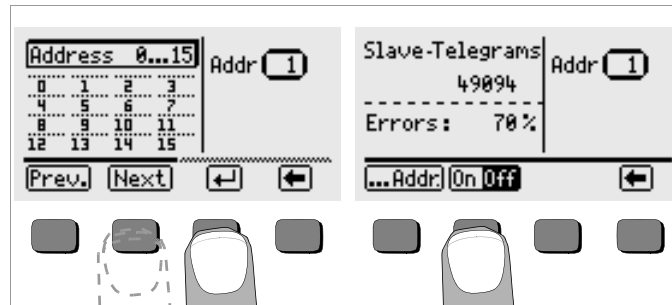 Address 0...15
Addr 1
0 1 2 3
4 5 6 7
8 9 10 11
12 13 14 15
Prev. Next
Slave-Telegrams
49094
Addr 1
Errors: 70 %
...Addr. On Off